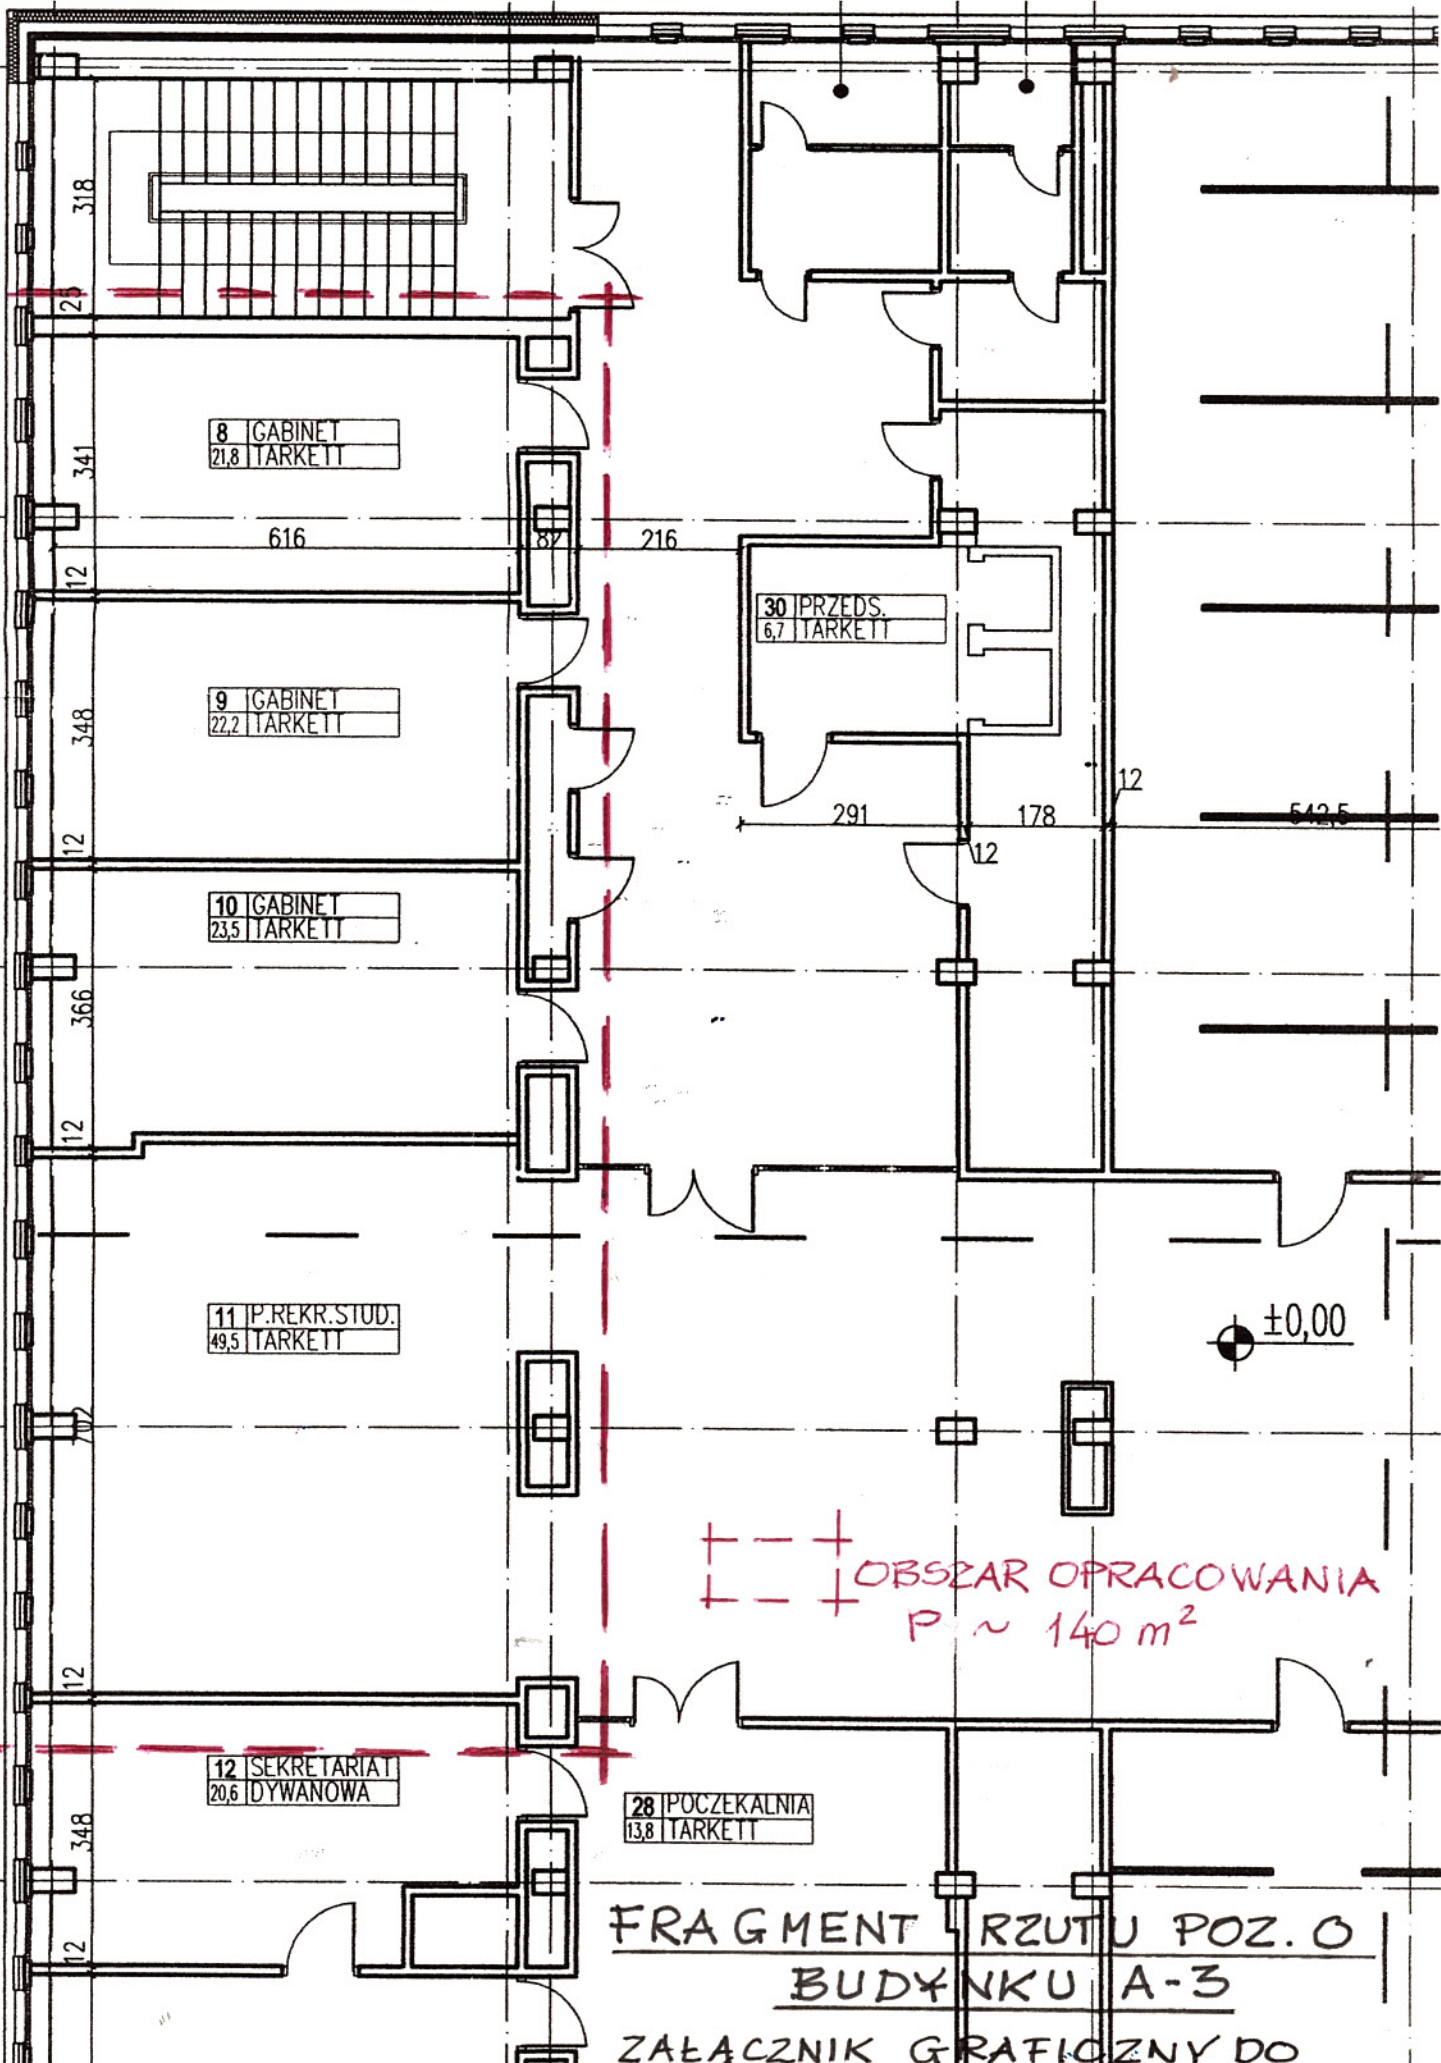 318
25
8 GABINET
21,8 TARKETT
341
616
87
216
12
30 PRZEDS.
6,7 TARKETT
9 GABINET
22,2 TARKETT
348
12
291
178
542,5
12
12
10 GABINET
23,5 TARKETT
366
12
11 P.REKR.STUD.
49,5 TARKETT
±0,00
702
OBSZAR OPRACOWANIA
P ~ 140 m²
12
12 SEKRETARIAT
20,6 DYWANOWA
28 POCZEKALNIA
13,8 TARKETT
348
FRAGMENT RZUTU POZ. 0
BUDYNKU A-3
12
ZAŁĄCZNIK GRAFICZNY DO